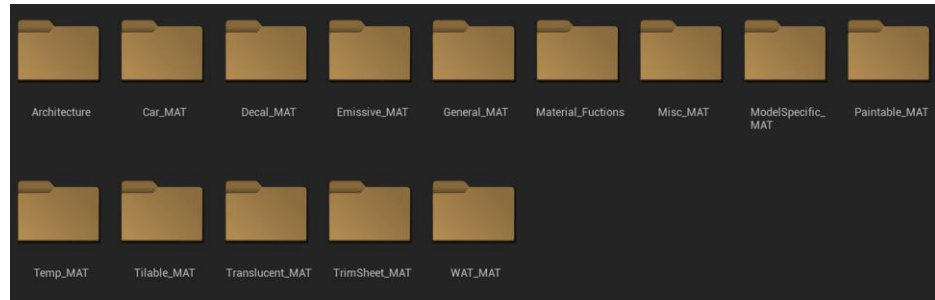 Architecture
Car_MAT
Decal_MAT
Emissive_MAT
General_MAT
Material_Fuctions
Misc_MAT
ModelSpecific_
MAT
Paintable_MAT
Temp_MAT
Tilable_MAT
Translucent_MAT
TrimSheet_MAT
WAT_MAT